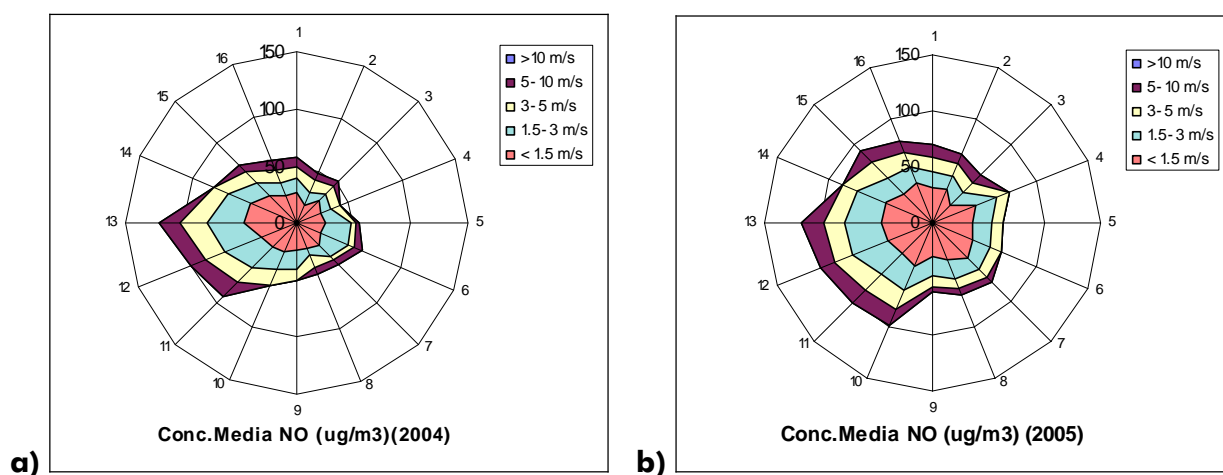 1
150
2
16
>10 m/s
5-10 m/s
3-5 m/s
1.5-3 m/s
< 1.5 m/s
15
3
100
14
50
4
13
0
5
12
6
11
7
10
8
9
Conc.Media NO (ug/m3)(2004)
a)
1
150
2
16
>10 m/s
5-10 m/s
3-5 m/s
1.5-3 m/s
< 1.5 m/s
15
3
100
14
50
4
13
0
5
12
6
11
7
10
8
9
Conc.Media NO (ug/m3) (2005)
b)